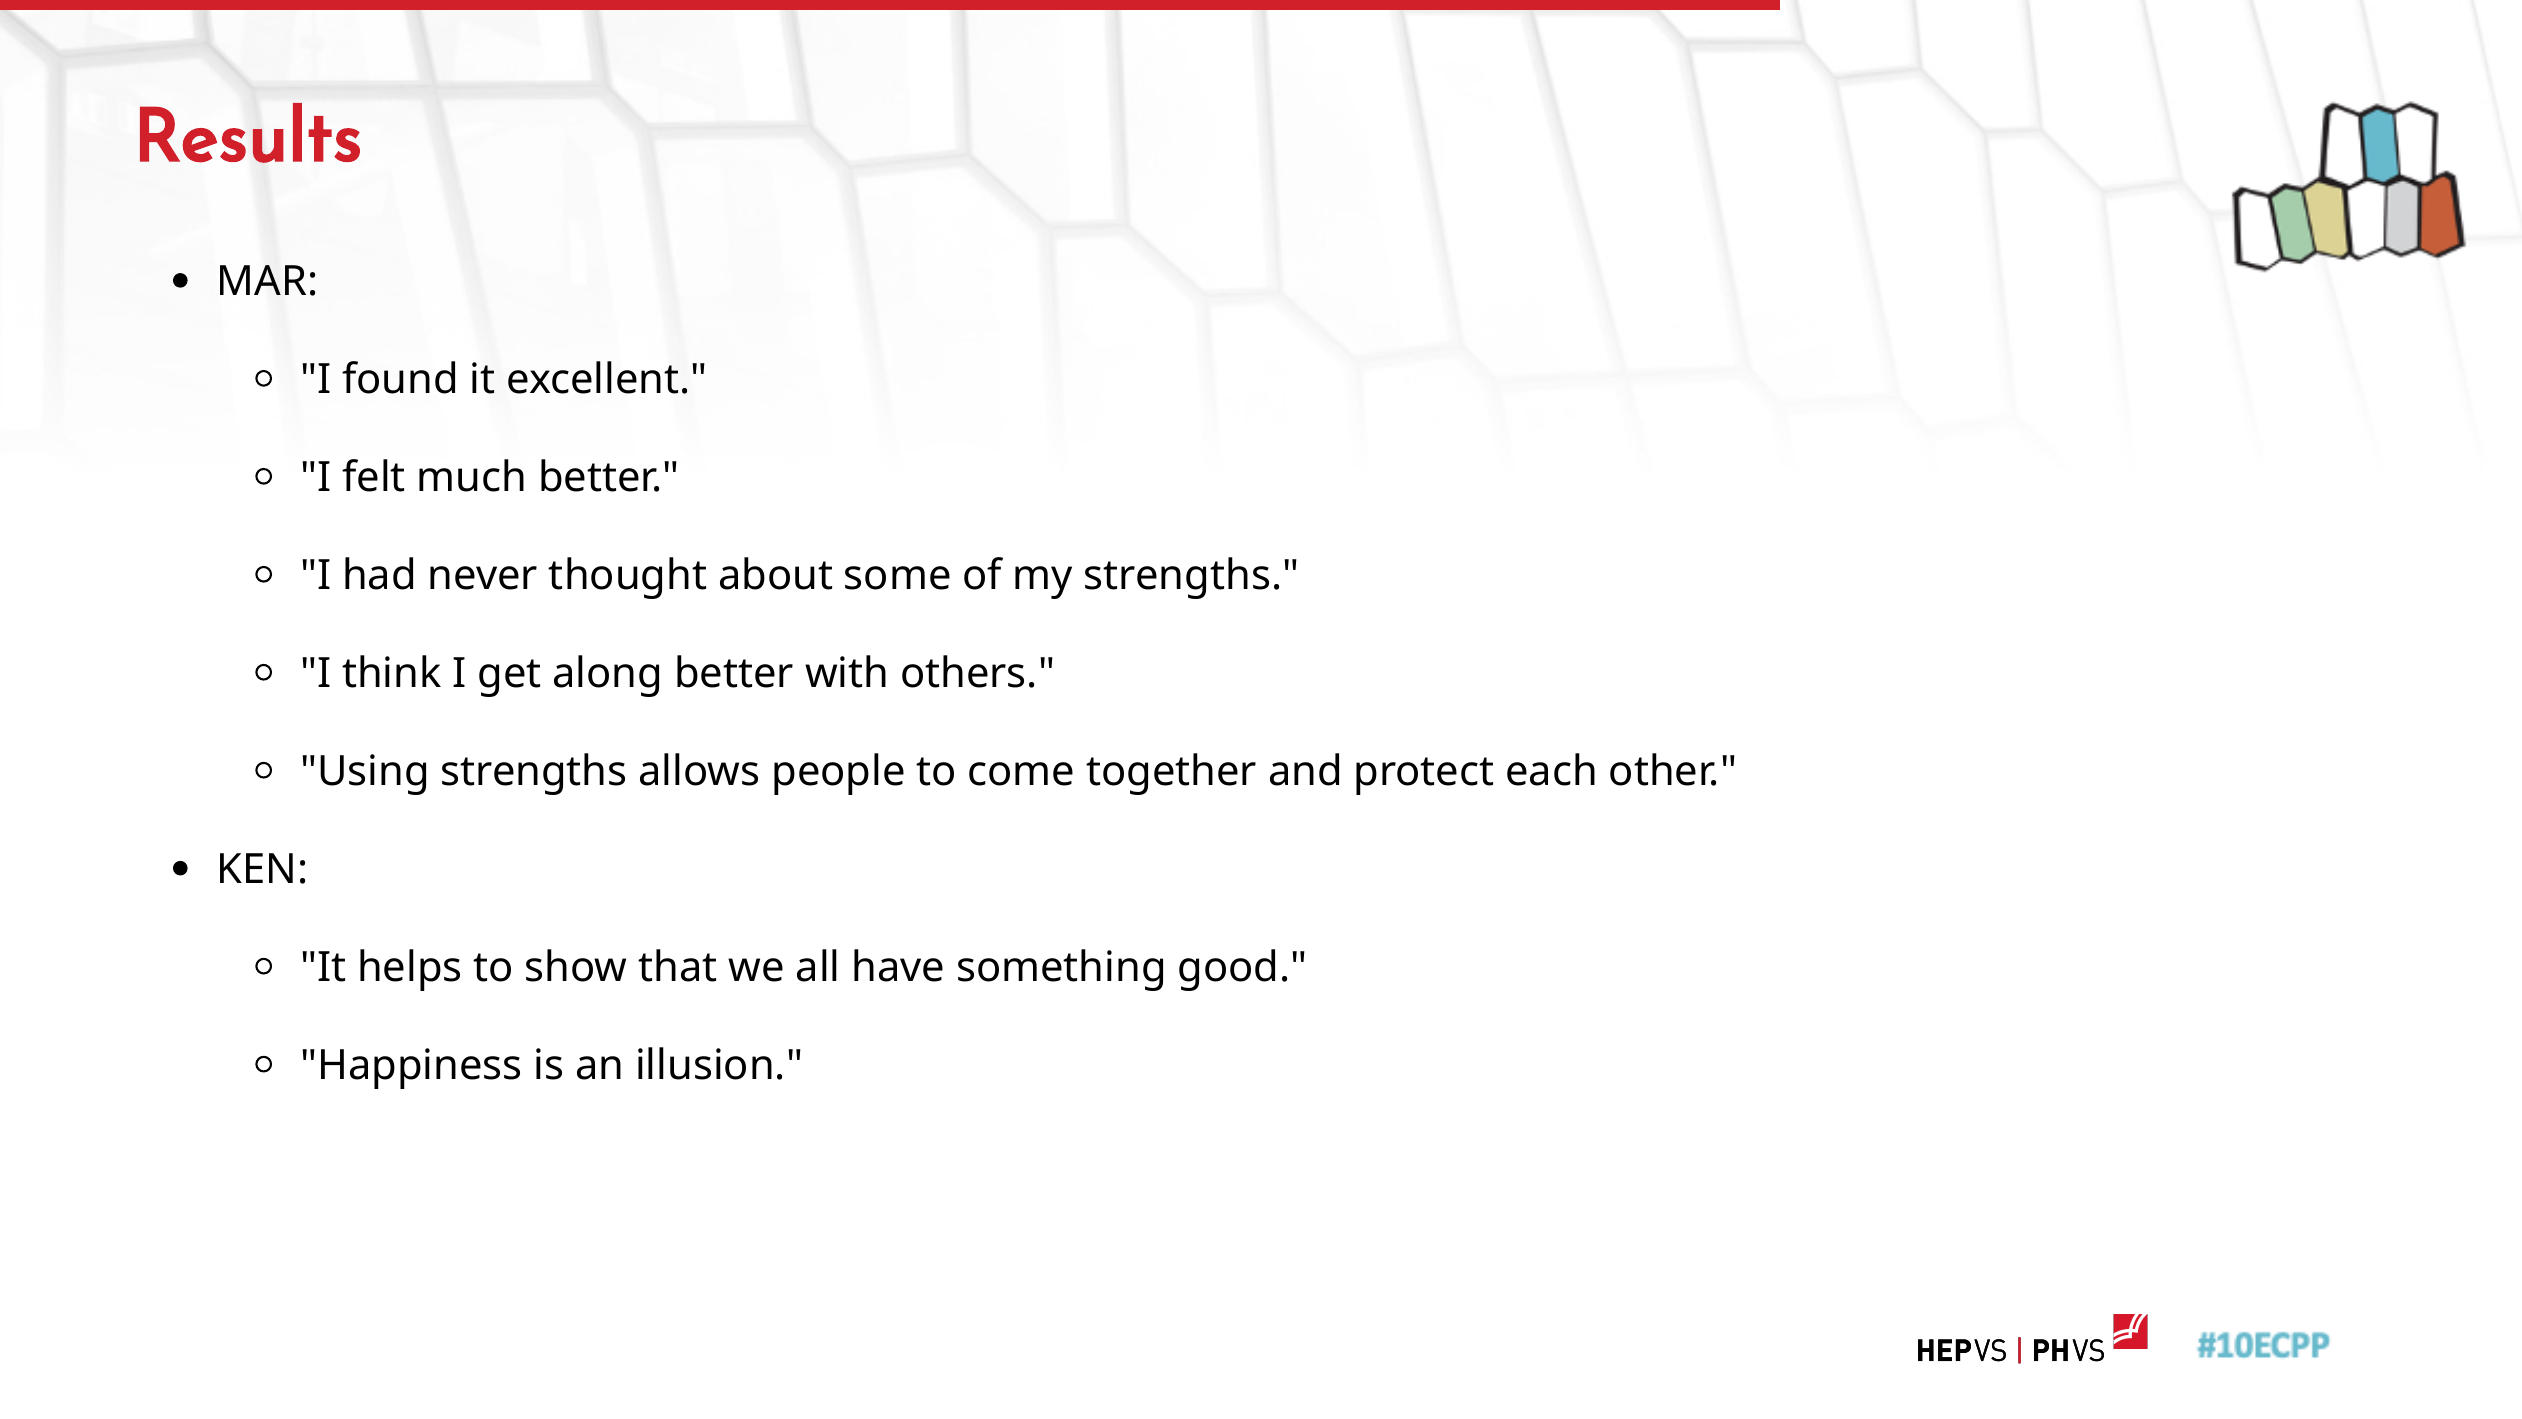 Results
• MAR:
◦ "I found it excellent."
◦ "I felt much better."
◦ "I had never thought about some of my strengths."
◦ "I think I get along better with others."
◦ "Using strengths allows people to come together and protect each other."
• KEN:
◦ "It helps to show that we all have something good."
◦ "Happiness is an illusion."
HEPVS | PHVS
#10ECPP